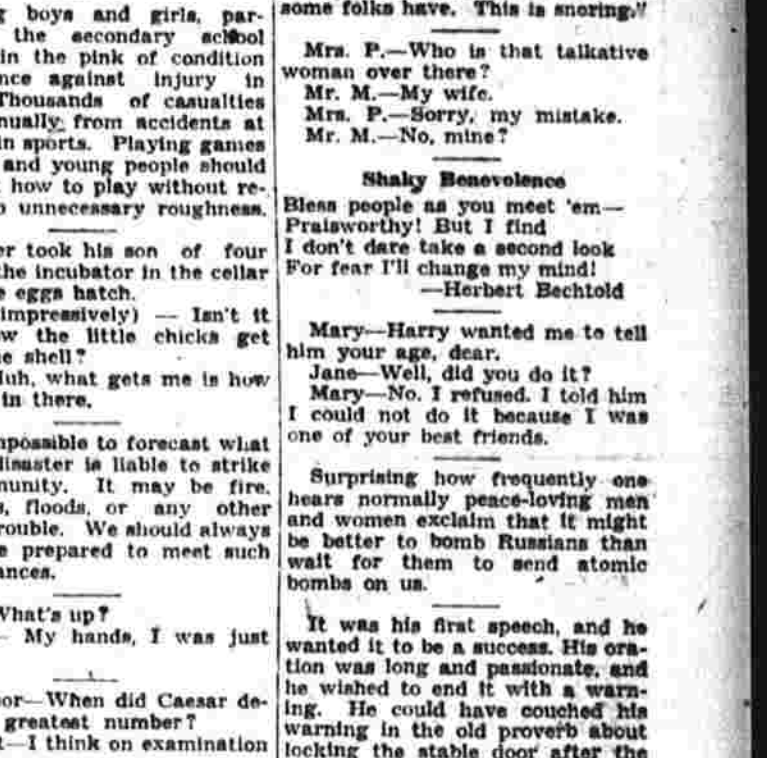 g boys and girls, par-
the secondary school
in the pink of condition
nce against injury in
Thousands of casualties
nually from accidents at
in sports. Playing games
and young people should
how to play without re-
o unnecessary roughness.
er took his son of four
the incubator in the cellar
e eggs hatch.
impressively) — Isn't it
w the little chicks get
e shell?
Huh, what gets me is how
in there.
mpossible to forecast what
disaster is liable to strike
munity. It may be fire,
s, floods, or any other
rouble. We should always
e prepared to meet such
ances.
What's up?
— My hands, I was just
or—When did Caesar de-
greatest number?
t—I think on examination
some folks have. This is snoring."
Mrs. P.—Who is that talkative
woman over there?
Mr. M.—My wife.
Mrs. P.—Sorry, my mistake.
Mr. M.—No, mine?
Shaky Benevolence
Bless people as you meet 'em—
Praisworthy! But I find
I don't dare take a second look
For fear I'll change my mind!
—Herbert Bechtold
Mary—Harry wanted me to tell
him your age, dear.
Jane—Well, did you do it?
Mary—No. I refused. I told him
I could not do it because I was
one of your best friends.
Surprising how frequently one
hears normally peace-loving men
and women exclaim that it might
be better to bomb Russians than
wait for them to send atomic
bombs on us.
It was his first speech, and he
wanted it to be a success. His ora-
tion was long and passionate, and
he wished to end it with a warn-
ing. He could have couched his
warning in the old proverb about
locking the stable door after the